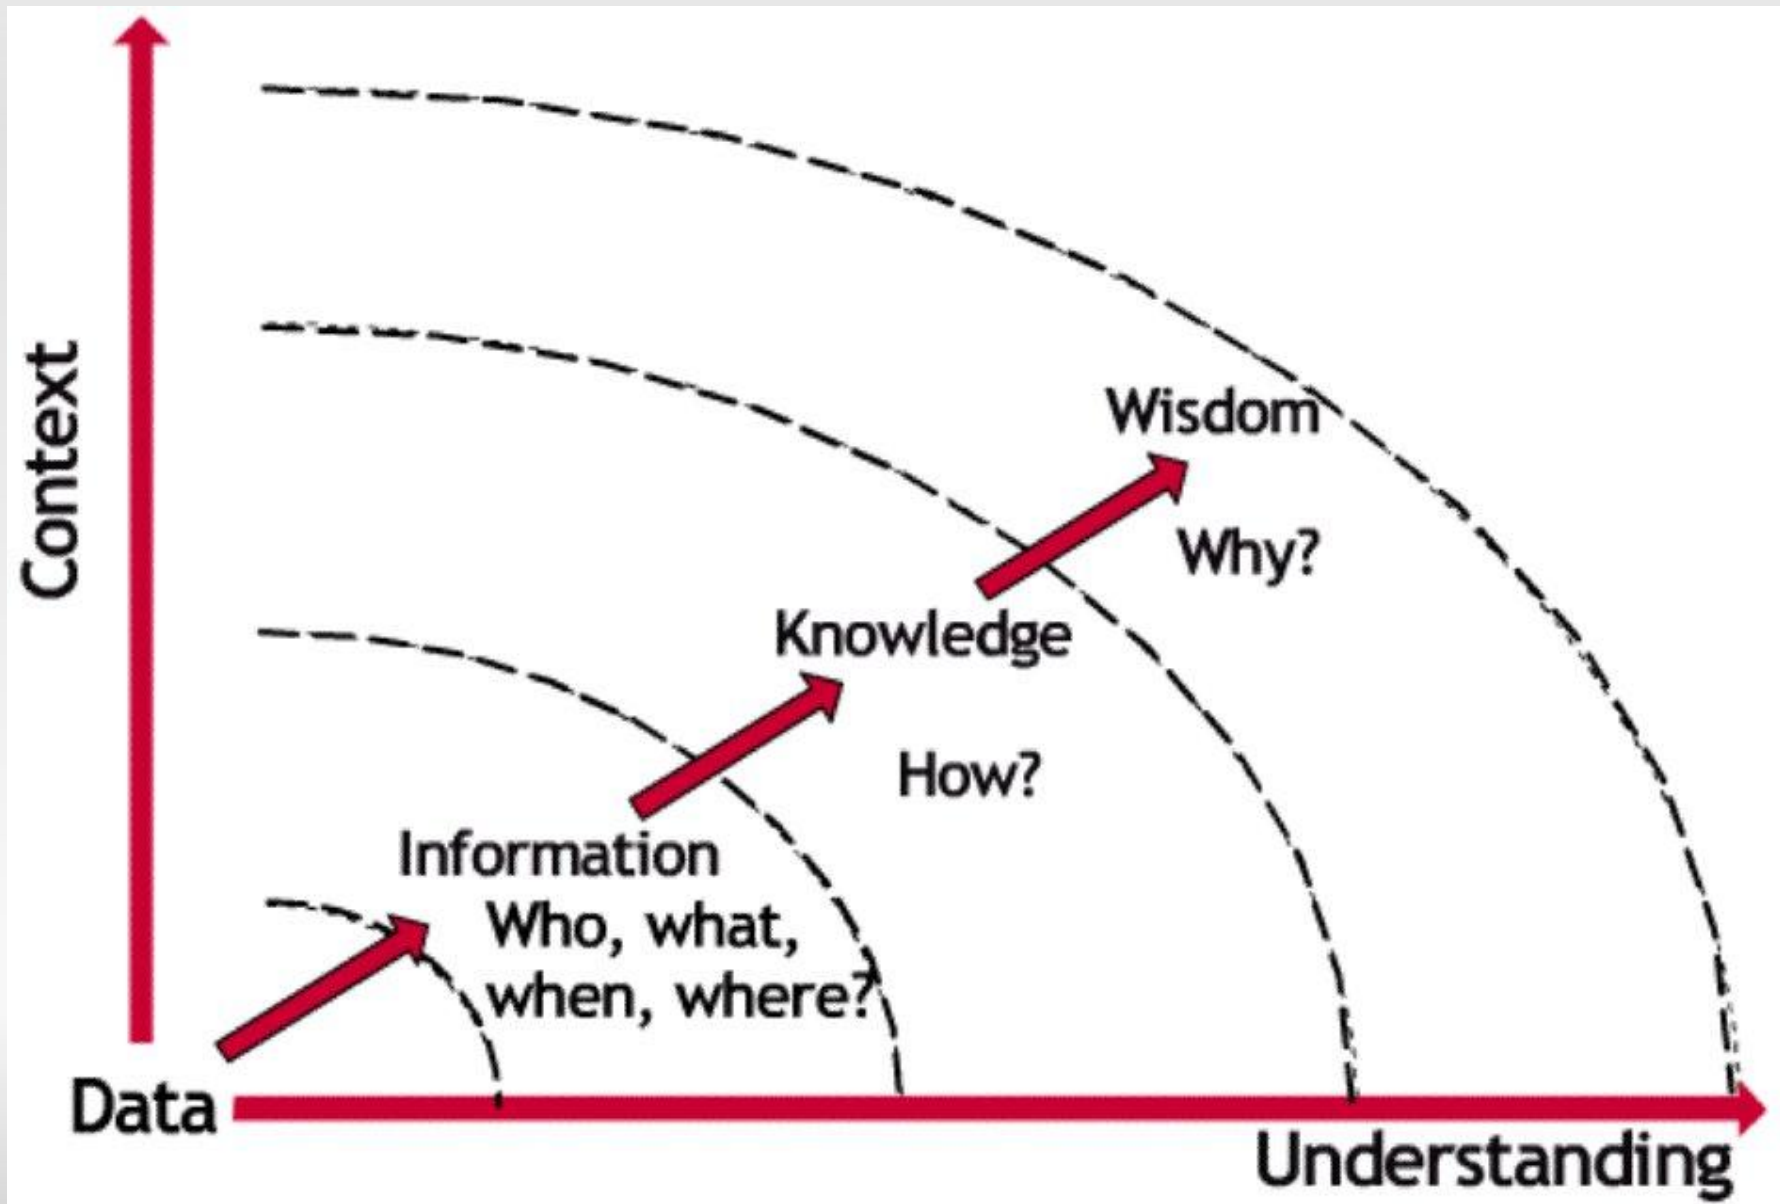 Context
Wisdom
Why?
Knowledge
How?
Information
Who, what,
when, where?
Data
Understanding